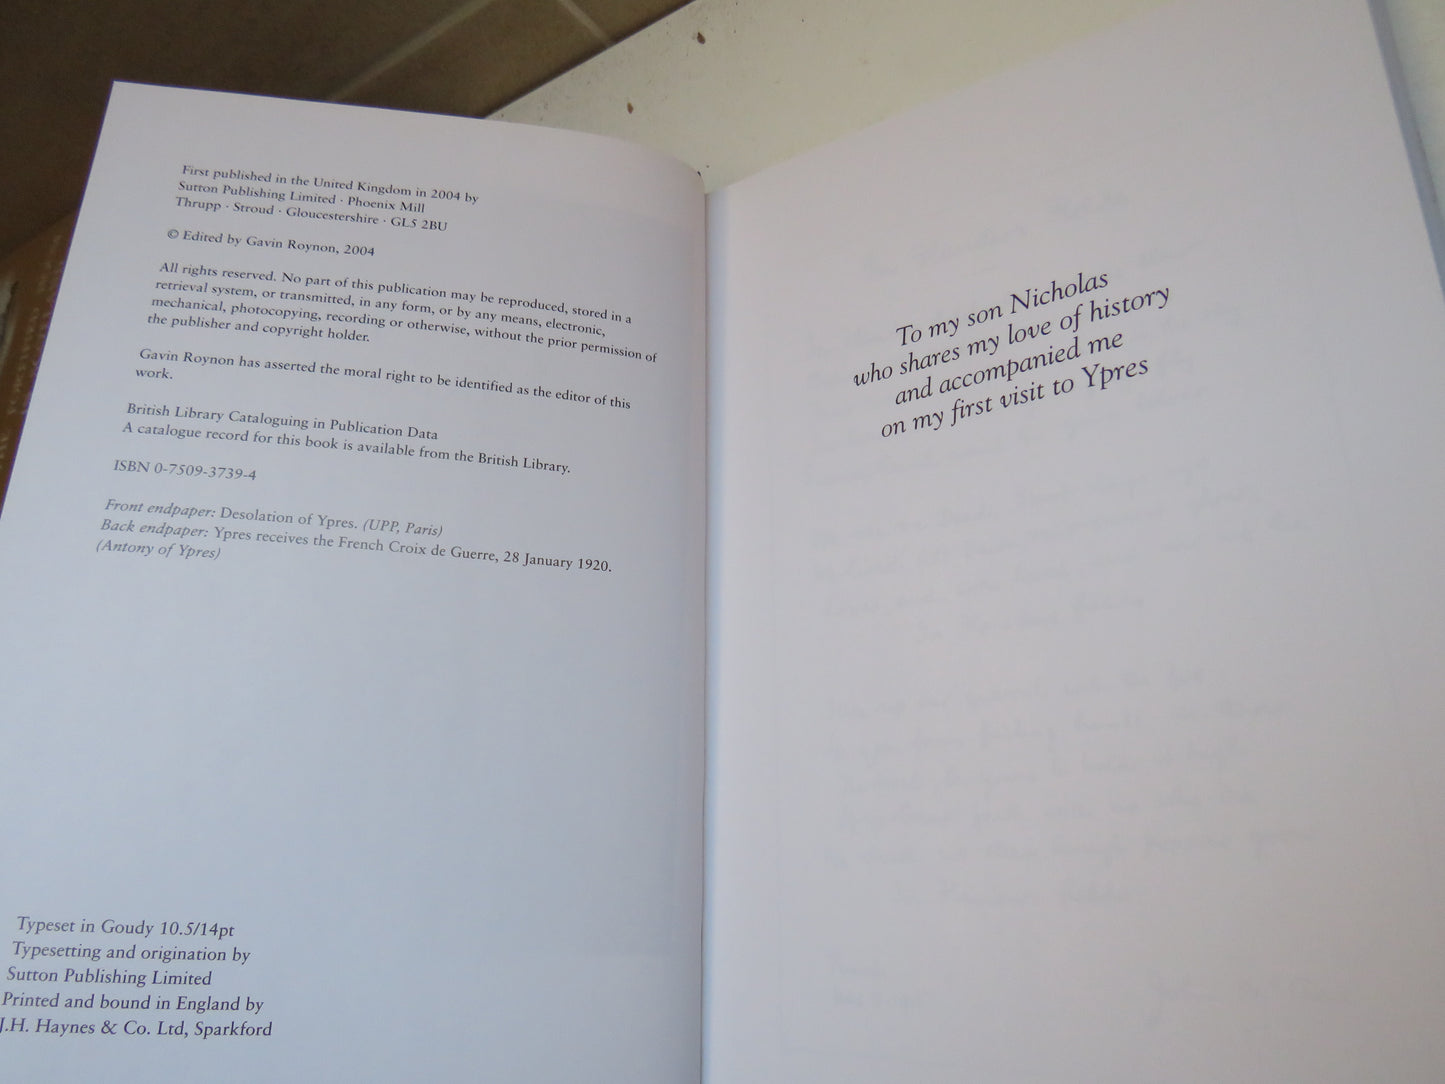 First published in the United Kingdom in 2004 by
Sutton Publishing Limited · Phoenix Mill
Thrupp · Stroud · Gloucestershire · GL5 2BU
© Edited by Gavin Roynon, 2004
All rights reserved. No part of this publication may be reproduced, stored in a
retrieval system, or transmitted, in any form, or by any means, electronic,
mechanical, photocopying, recording or otherwise, without the prior permission of
the publisher and copyright holder.
Gavin Roynon has asserted the moral right to be identified as the editor of this
work.
British Library Cataloguing in Publication Data
A catalogue record for this book is available from the British Library.
ISBN 0-7509-3739-4
Front endpaper: Desolation of Ypres. (UPP, Paris)
Back endpaper: Ypres receives the French Croix de Guerre, 28 January 1920.
(Antony of Ypres)
Typeset in Goudy 10.5/14pt
Typesetting and origination by
Sutton Publishing Limited
Printed and bound in England by
J.H. Haynes & Co. Ltd, Sparkford
To my son Nicholas
who shares my love of history
and accompanied me
on my first visit to Ypres